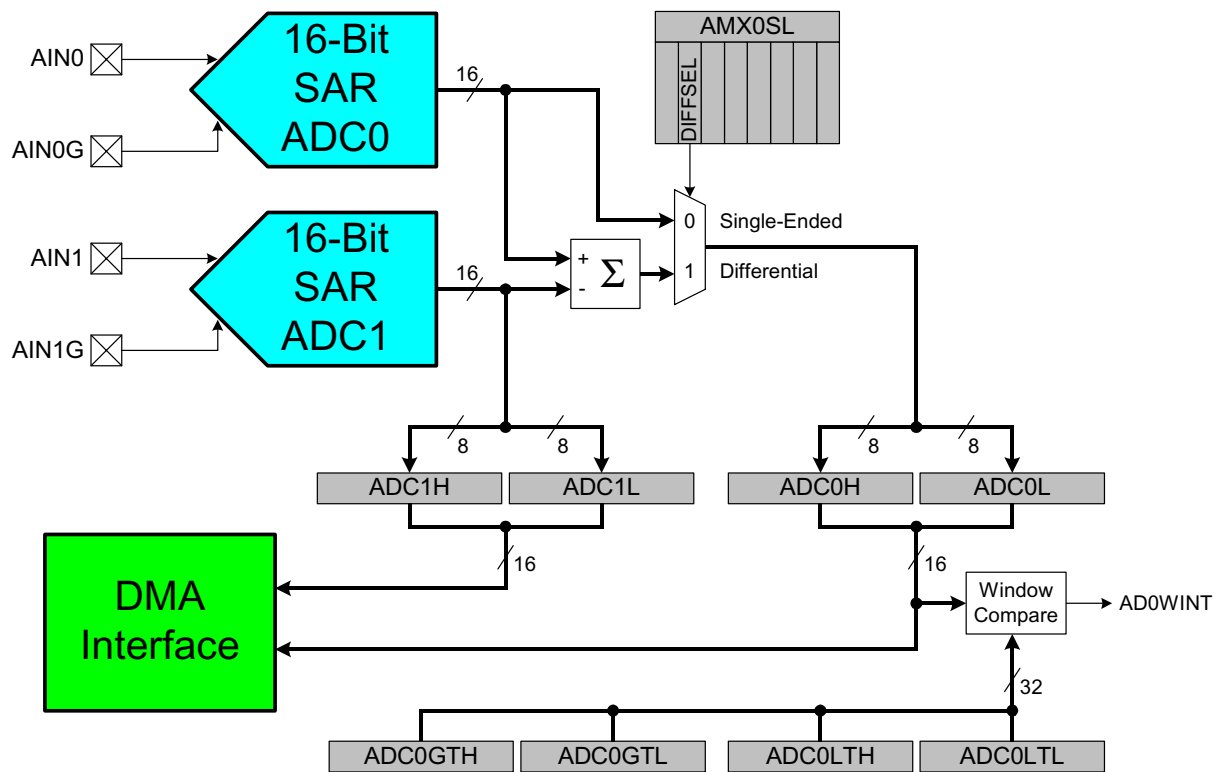 AIN0
AIN0G
16-Bit
SAR
ADC0
16
AMX0SL
DIFFSEL
AIN1
AIN1G
16-Bit
SAR
ADC1
16
+
-
Σ
0
1
Single-Ended
Differential
8
8
8
8
ADC1H
ADC1L
ADC0H
ADC0L
16
16
DMA
Interface
Window
Compare
AD0WINT
32
ADC0GTH
ADC0GTL
ADC0LTH
ADC0LTL